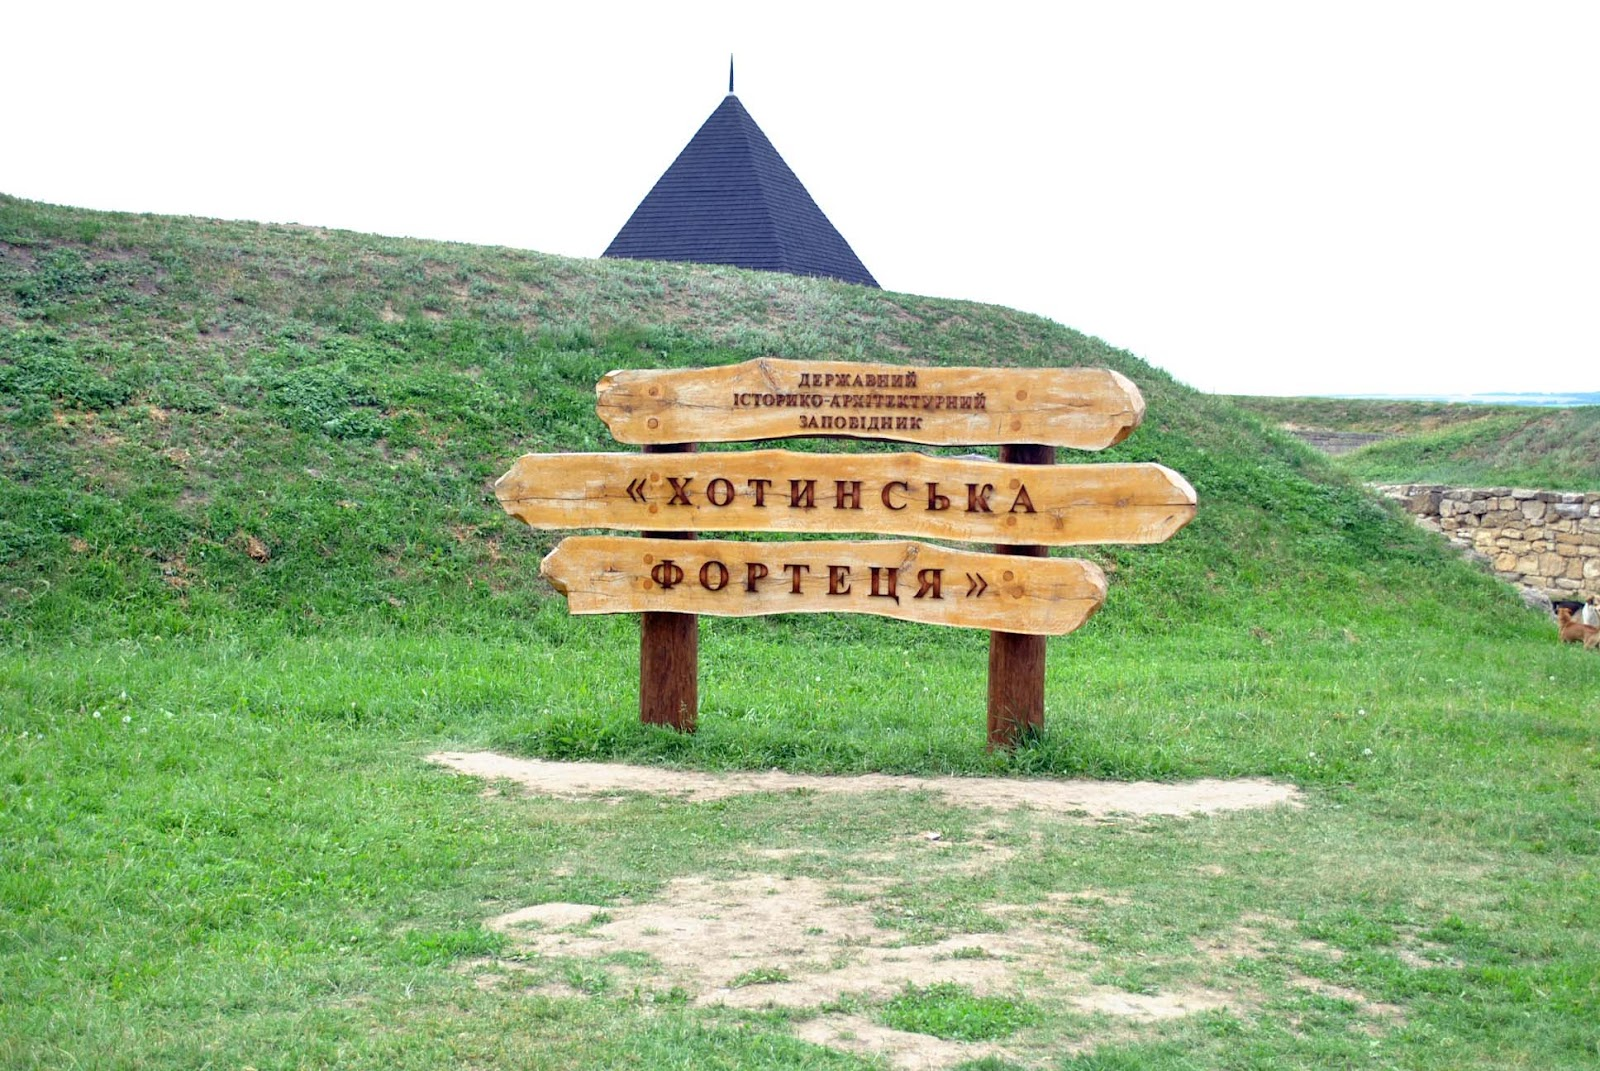 ДЕРЖАВНИЙ
ІСТОРИКО-АРХІТЕКТУРНИЙ
ЗАПОВІДНИК
«ХОТИНСЬКА
ФОРТЕЦЯ»